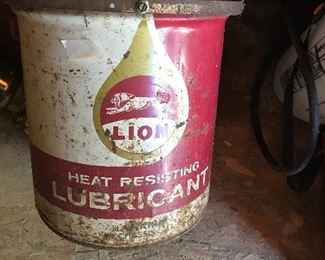 LION
HEAT RESISTING
LUBRICANT